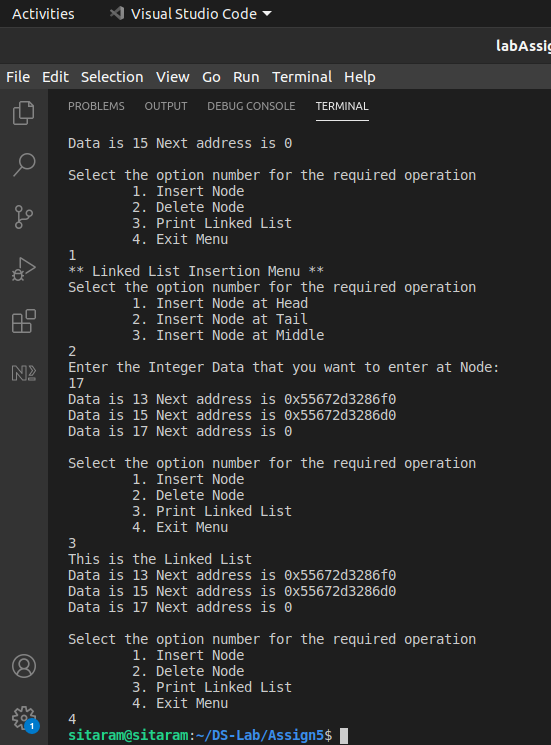 Activities Visual Studio Code
labAssig
File Edit Selection View Go Run Terminal Help
PROBLEMS OUTPUT DEBUG CONSOLE TERMINAL
Data is 15 Next address is 0
Select the option number for the required operation
1. Insert Node
2. Delete Node
3. Print Linked List
4. Exit Menu
1
** Linked List Insertion Menu **
Select the option number for the required operation
1. Insert Node at Head
2. Insert Node at Tail
3. Insert Node at Middle
2
Enter the Integer Data that you want to enter at Node:
17
Data is 13 Next address is 0x55672d3286f0
Data is 15 Next address is 0x55672d3286d0
Data is 17 Next address is 0
Select the option number for the required operation
1. Insert Node
2. Delete Node
3. Print Linked List
4. Exit Menu
3
This is the Linked List
Data is 13 Next address is 0x55672d3286f0
Data is 15 Next address is 0x55672d3286d0
Data is 17 Next address is 0
Select the option number for the required operation
1. Insert Node
2. Delete Node
3. Print Linked List
4. Exit Menu
4
1
sitaram@sitaram:~/DS-Lab/Assign5$